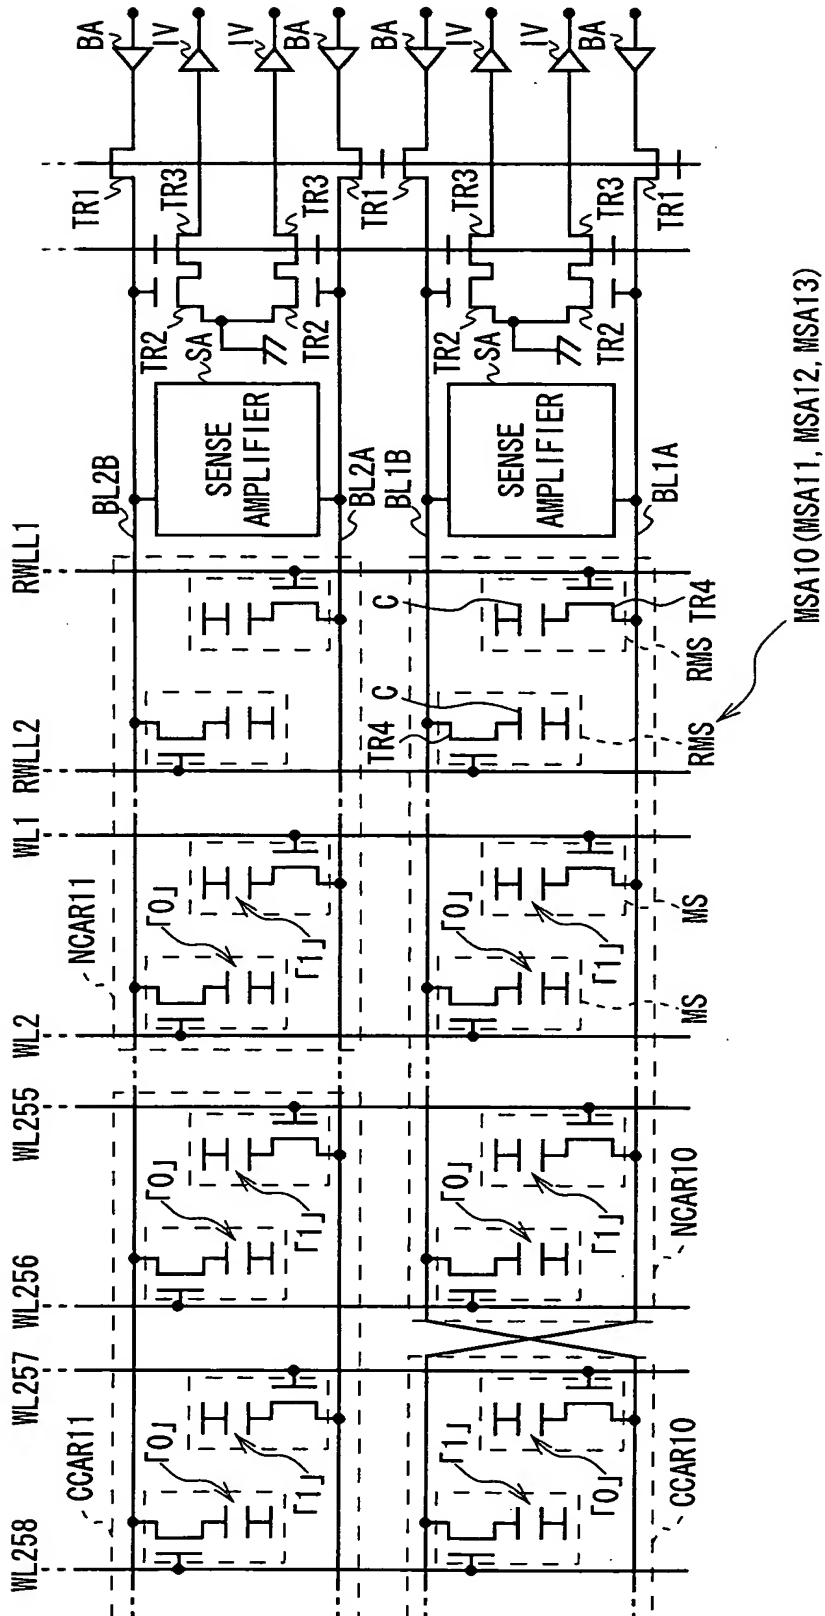 WL258
WL257
WL256
WL255
WL2
WL1
RWLL2
RWLL1
CCAR11
NCAR11
BL2B
TR1
BA
「0」
「0」
「0」
TR2
TR3
IV
SA
SENSE
AMPLIFIER
IV
「1」
「1」
「1」
TR2
TR3
BA
BL2A
TR1
BL1B
BA
TR4
C
C
「1」
「0」
「0」
TR2
TR3
IV
SA
SENSE
AMPLIFIER
IV
「0」
「1」
「1」
TR2
TR3
BA
BL1A
TR1
CCAR10
NCAR10
MS
MS
RMS
RMS
TR4
MSA10(MSA11, MSA12, MSA13)